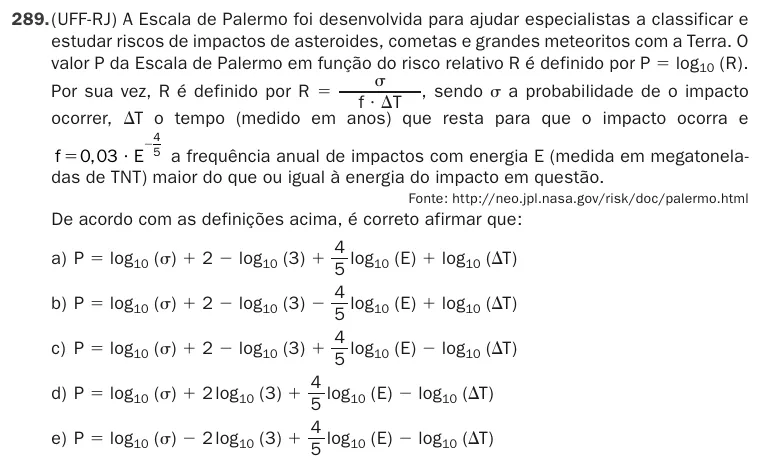 289. (UFF-RJ) A Escala de Palermo foi desenvolvida para ajudar especialistas a classificar e
estudar riscos de impactos de asteroides, cometas e grandes meteoritos com a Terra. O
valor P da Escala de Palermo em função do risco relativo R é definido por P = log₁₀ (R).
Por sua vez, R é definido por R = σ / (f · ΔT), sendo σ a probabilidade de o impacto
ocorrer, ΔT o tempo (medido em anos) que resta para que o impacto ocorra e
f = 0,03 · E^(−4/5) a frequência anual de impactos com energia E (medida em megatonela-
das de TNT) maior do que ou igual à energia do impacto em questão.
Fonte: http://neo.jpl.nasa.gov/risk/doc/palermo.html
De acordo com as definições acima, é correto afirmar que:
a) P = log₁₀ (σ) + 2 − log₁₀ (3) + 4/5 log₁₀ (E) + log₁₀ (ΔT)
b) P = log₁₀ (σ) + 2 − log₁₀ (3) − 4/5 log₁₀ (E) + log₁₀ (ΔT)
c) P = log₁₀ (σ) + 2 − log₁₀ (3) + 4/5 log₁₀ (E) − log₁₀ (ΔT)
d) P = log₁₀ (σ) + 2log₁₀ (3) + 4/5 log₁₀ (E) − log₁₀ (ΔT)
e) P = log₁₀ (σ) − 2log₁₀ (3) + 4/5 log₁₀ (E) − log₁₀ (ΔT)